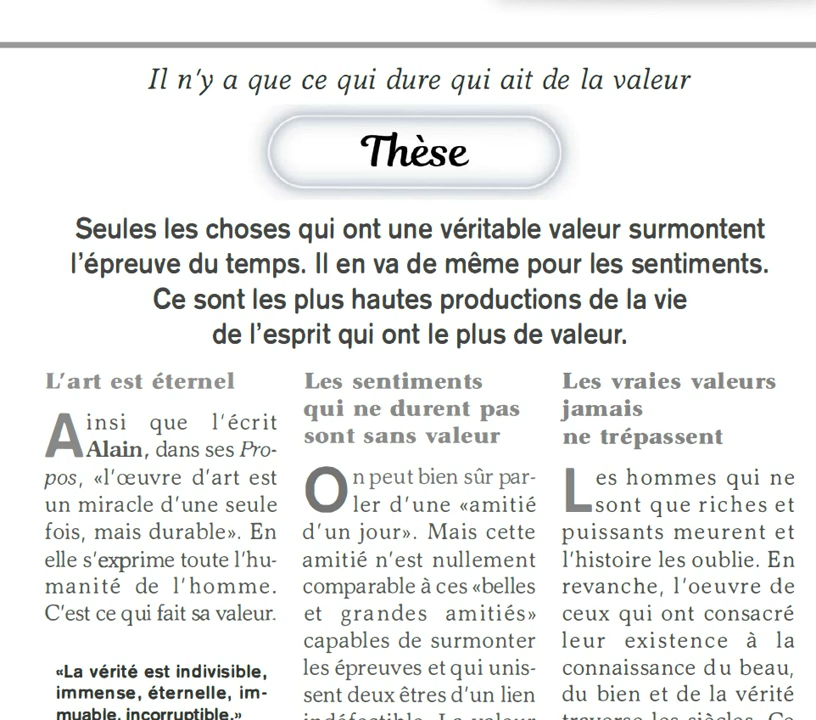 Il n'y a que ce qui dure qui ait de la valeur
Thèse
Seules les choses qui ont une véritable valeur surmontent
l'épreuve du temps. Il en va de même pour les sentiments.
Ce sont les plus hautes productions de la vie
de l'esprit qui ont le plus de valeur.
L'art est éternel
Ainsi que l'écrit
Alain, dans ses Pro-
pos, «l'œuvre d'art est
un miracle d'une seule
fois, mais durable». En
elle s'exprime toute l'hu-
manité de l'homme.
C'est ce qui fait sa valeur.
«La vérité est indivisible,
immense, éternelle, im-
muable, incorruptible.»
Les sentiments
qui ne durent pas
sont sans valeur
On peut bien sûr par-
ler d'une «amitié
d'un jour». Mais cette
amitié n'est nullement
comparable à ces «belles
et grandes amitiés»
capables de surmonter
les épreuves et qui unis-
sent deux êtres d'un lien
indéfectible. La valeur
Les vraies valeurs
jamais
ne trépassent
Les hommes qui ne
sont que riches et
puissants meurent et
l'histoire les oublie. En
revanche, l'oeuvre de
ceux qui ont consacré
leur existence à la
connaissance du beau,
du bien et de la vérité
traverse les siècles. Ce